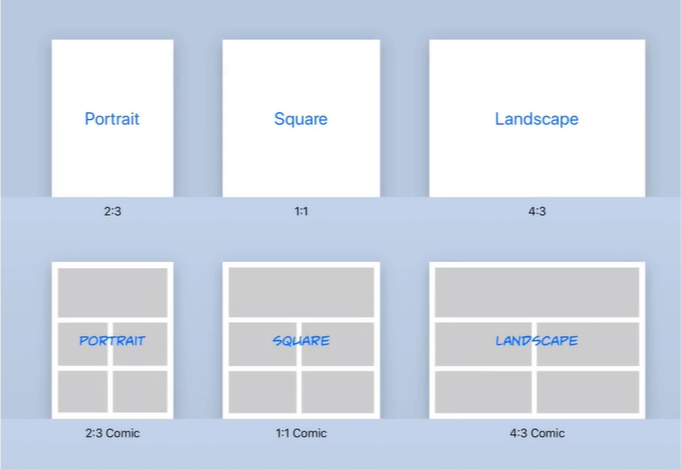 Portrait
Square
Landscape
2:3
1:1
4:3
PORTRAIT
SQUARE
LANDSCAPE
2:3 Comic
1:1 Comic
4:3 Comic